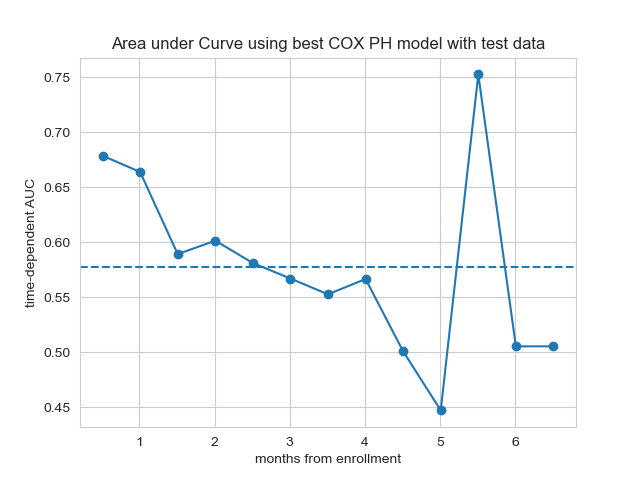 Area under Curve using best COX PH model with test data
0.75
0.70
0.65
0.60
0.55
0.50
0.45
time-dependent AUC
1 2 3 4 5 6
months from enrollment